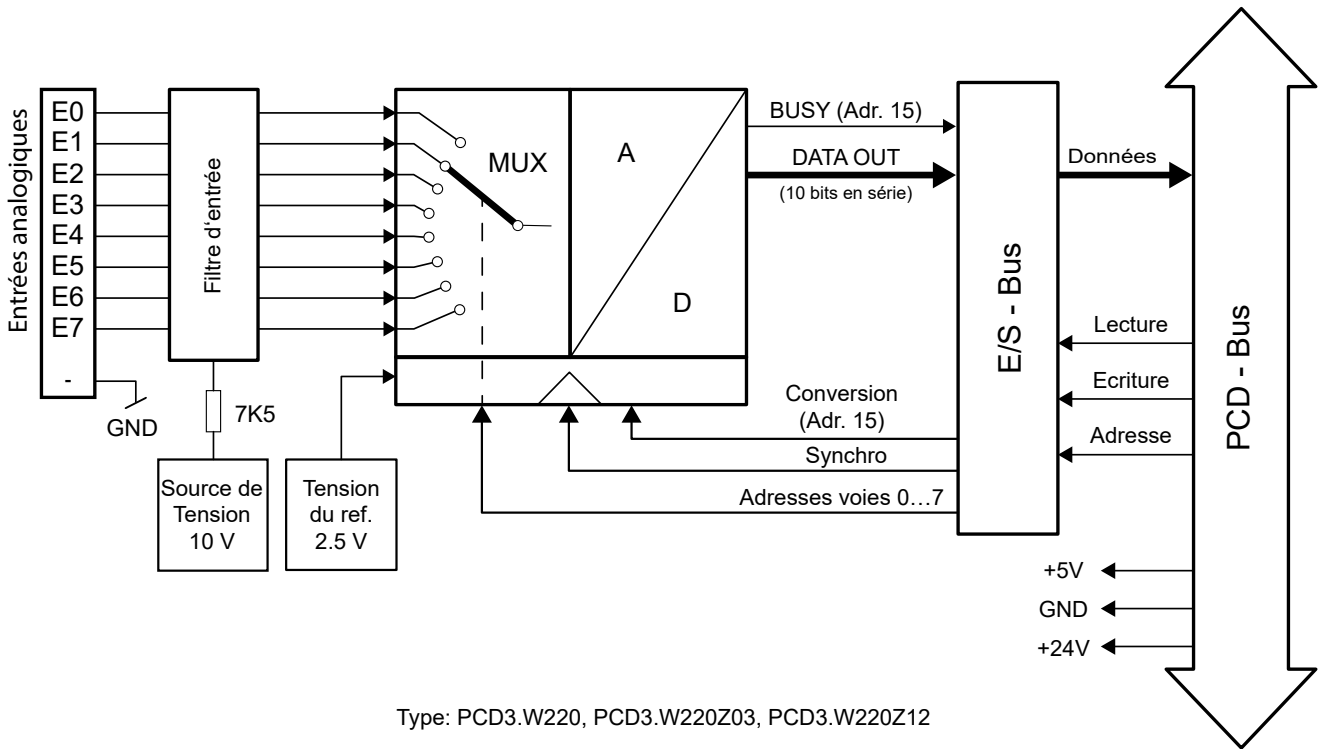 Entrées analogiques
E0
E1
E2
E3
E4
E5
E6
E7
-
GND
Filtre d'entrée
7K5
Source de
Tension
10 V
Tension
du ref.
2.5 V
MUX
A
D
BUSY (Adr. 15)
DATA OUT
(10 bits en série)
Conversion
(Adr. 15)
Synchro
Adresses voies 0…7
E/S - Bus
Données
Lecture
Ecriture
Adresse
+5V
GND
+24V
PCD - Bus
Type: PCD3.W220, PCD3.W220Z03, PCD3.W220Z12